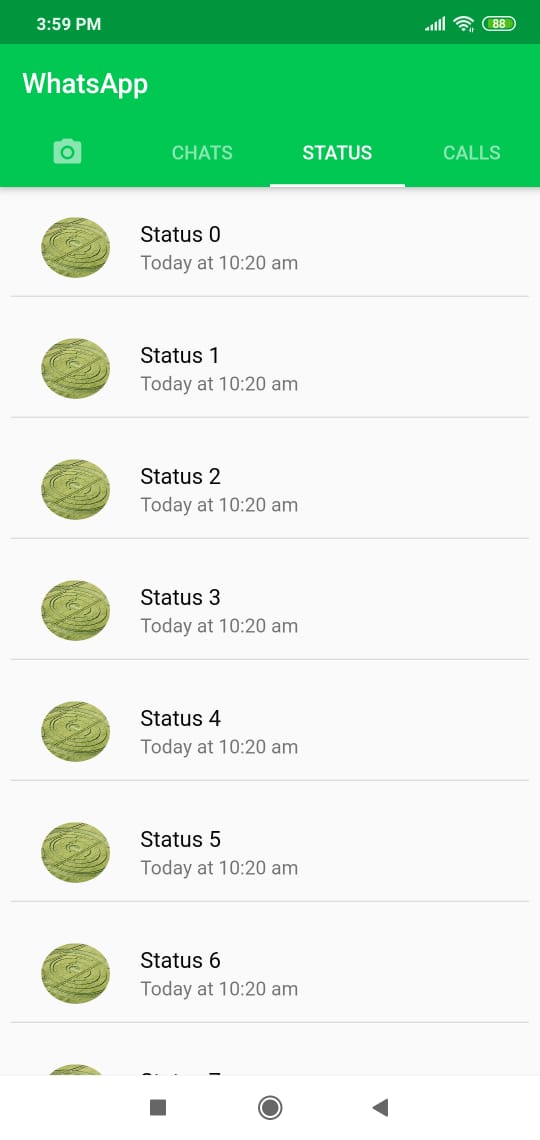 3:59 PM
88
WhatsApp
CHATS
STATUS
CALLS
Status 0
Today at 10:20 am
Status 1
Today at 10:20 am
Status 2
Today at 10:20 am
Status 3
Today at 10:20 am
Status 4
Today at 10:20 am
Status 5
Today at 10:20 am
Status 6
Today at 10:20 am